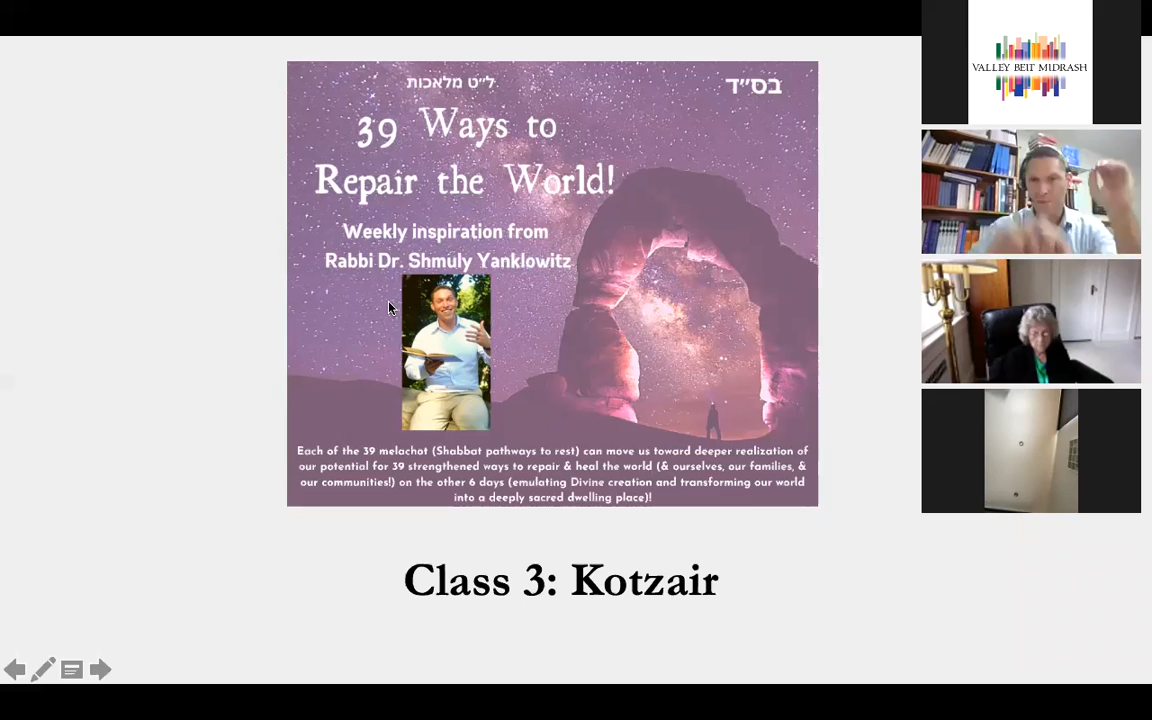 בס״ד
ל״ט מלאכות
39 Ways to
Repair the World!
Weekly inspiration from
Rabbi Dr. Shmuly Yanklowitz
Each of the 39 melachot (Shabbat pathways to rest) can move us toward deeper realization of
our potential for 39 strengthened ways to repair & heal the world (& ourselves, our families, &
our communities!) on the other 6 days (emulating Divine creation and transforming our world
into a deeply sacred dwelling place)!
Class 3: Kotzair
VALLEY BEIT MIDRASH